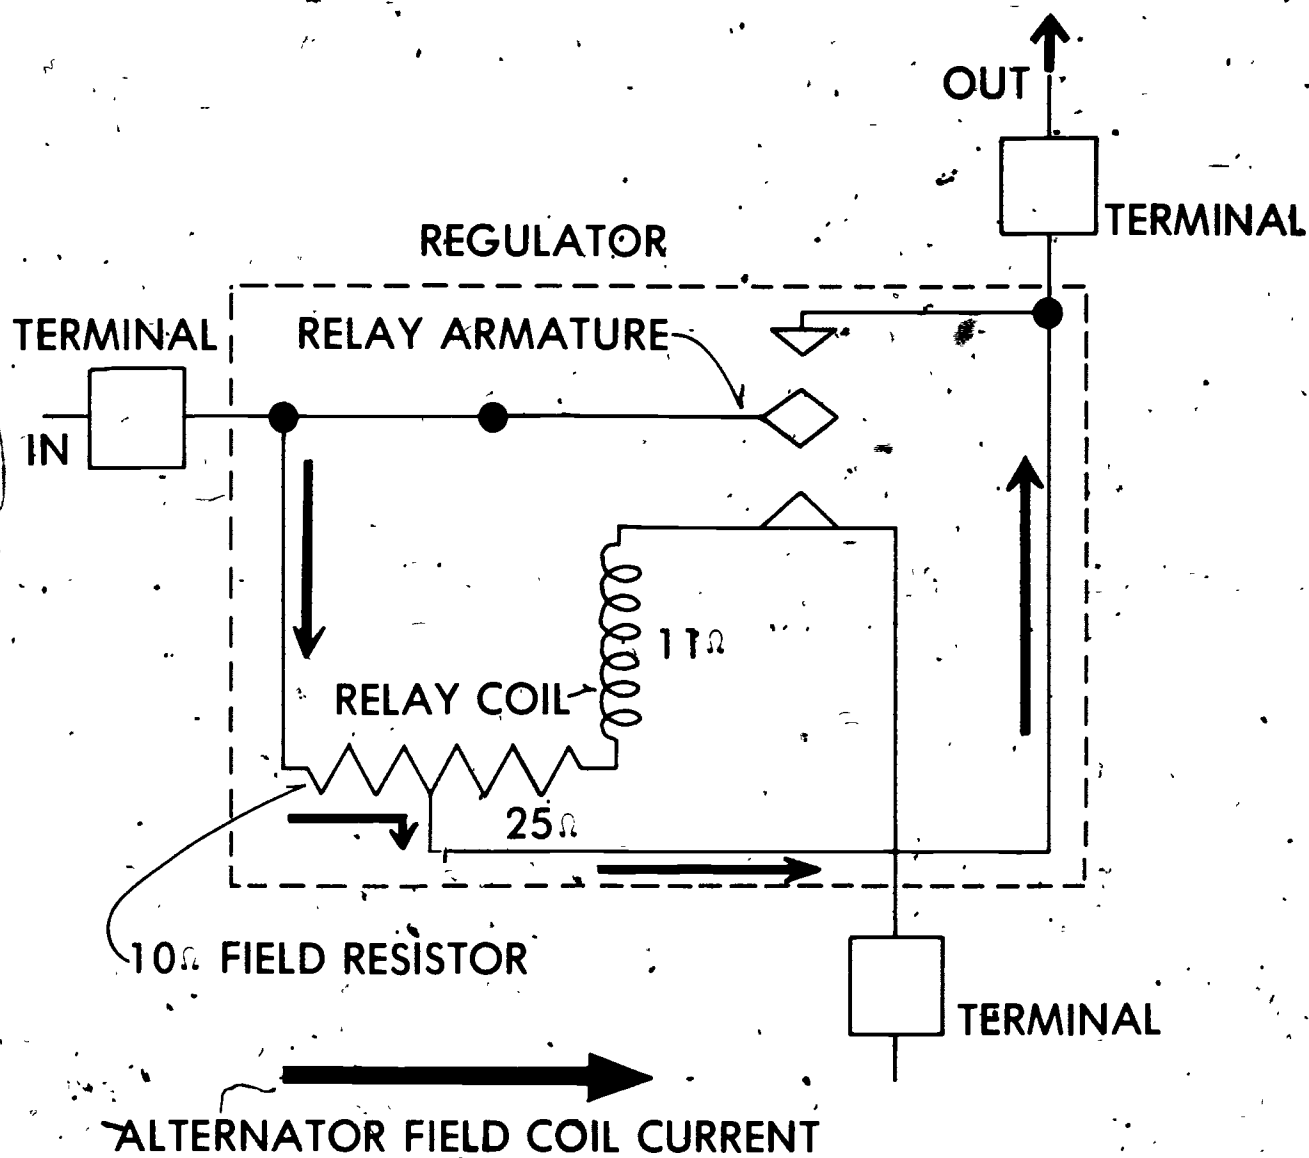 OUT
TERMINAL
REGULATOR
TERMINAL
RELAY ARMATURE
IN
11Ω
RELAY COIL
25Ω
10Ω FIELD RESISTOR
TERMINAL
ALTERNATOR FIELD COIL CURRENT